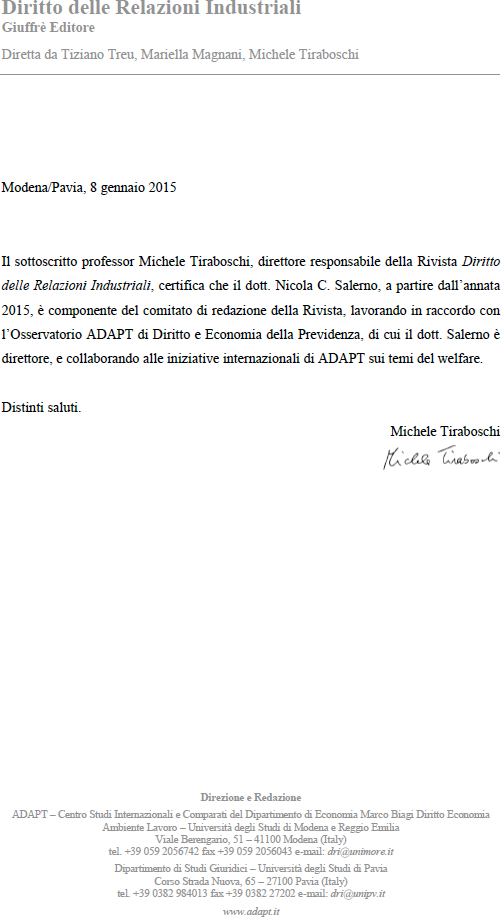 Diritto delle Relazioni Industriali
Giuffrè Editore
Diretta da Tiziano Treu, Mariella Magnani, Michele Tiraboschi
Modena/Pavia, 8 gennaio 2015
Il sottoscritto professor Michele Tiraboschi, direttore responsabile della Rivista Diritto
delle Relazioni Industriali, certifica che il dott. Nicola C. Salerno, a partire dall’annata
2015, è componente del comitato di redazione della Rivista, lavorando in raccordo con
l’Osservatorio ADAPT di Diritto e Economia della Previdenza, di cui il dott. Salerno è
direttore, e collaborando alle iniziative internazionali di ADAPT sui temi del welfare.
Distinti saluti.
Michele Tiraboschi
Michele Tiraboschi
Direzione e Redazione
ADAPT – Centro Studi Internazionali e Comparati del Dipartimento di Economia Marco Biagi Diritto Economia
Ambiente Lavoro – Università degli Studi di Modena e Reggio Emilia
Viale Berengario, 51 – 41100 Modena (Italy)
tel. +39 059 2056742 fax +39 059 2056043 e-mail: dri@unimore.it
Dipartimento di Studi Giuridici – Università degli Studi di Pavia
Corso Strada Nuova, 65 – 27100 Pavia (Italy)
tel. +39 0382 984013 fax +39 0382 27202 e-mail: dri@unipv.it
www.adapt.it